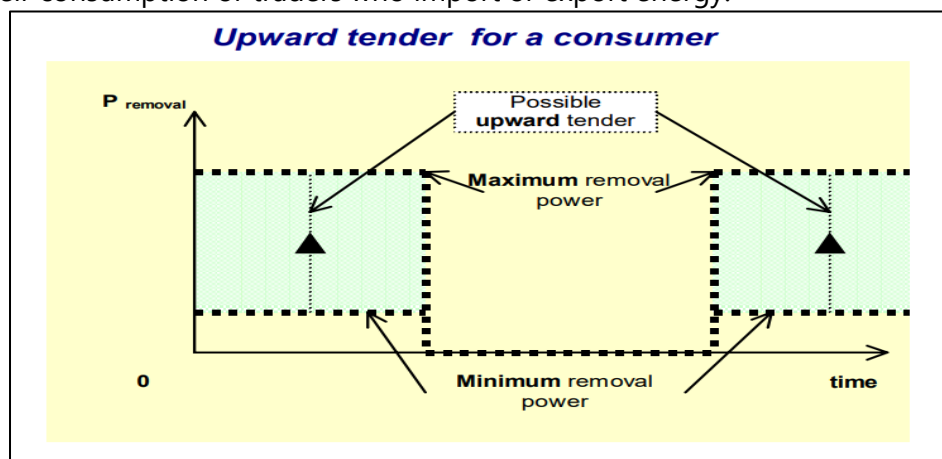 their consumption or traders who import or export energy.
Upward tender for a consumer
P removal
Possible
upward tender
Maximum removal
power
0
Minimum removal
power
time